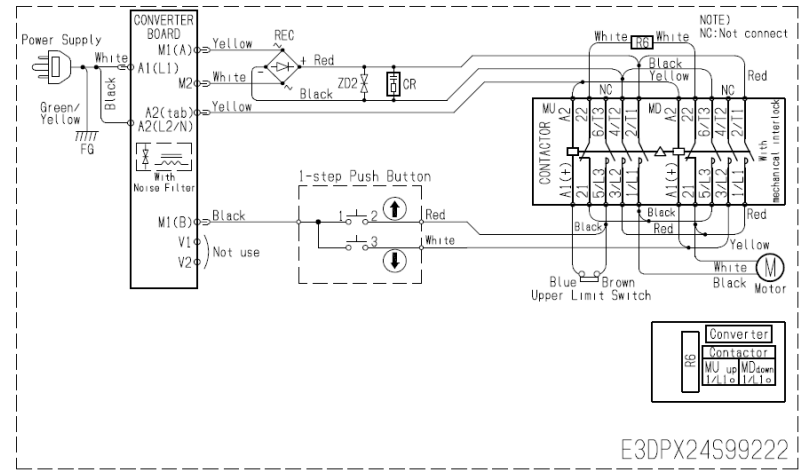 CONVERTER
BOARD
NOTE)
NC:Not connect
Power Supply
White
A1(L1)
Black
Green/
Yellow
FG
M1(A)
Yellow
M2
White
A2(tab)
Yellow
A2(L2/N)
With
Noise Filter
M1(B)
Black
V1
V2
Not use
REC
+
-
~
~
Red
Black
ZD2
CR
White
R6
White
Black
Yellow
Red
NC
NC
CONTACTOR
MU
A2
22
6/T3
4/T2
2/T1
MD
A2
22
6/T3
4/T2
2/T1
A1(+)
21
5/L3
3/L2
1/L1
A1(+)
21
5/L3
3/L2
1/L1
With
mechanical interlock
1-step Push Button
1
2
3
Red
White
Black
Black
Red
Red
Yellow
White
Black
M
Motor
Blue
Brown
Upper Limit Switch
R6
Converter
Contactor
MU up
1/L1
MD down
1/L1
E3DPX24S99222